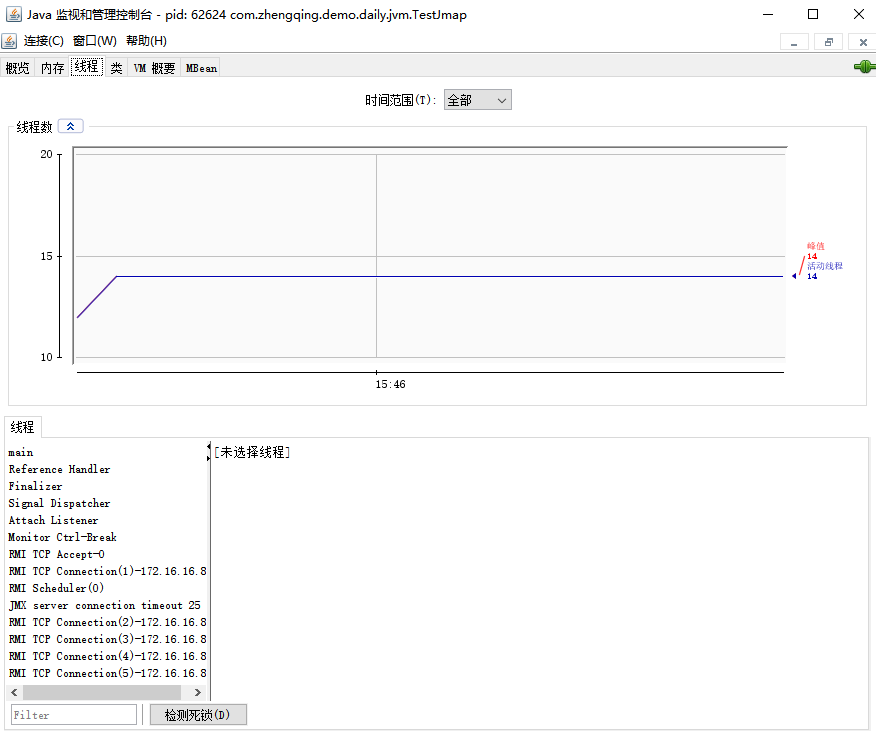 Java 监视和管理控制台 - pid: 62624 com.zhengqing.demo.daily.jvm.TestJmap
连接(C) 窗口(W) 帮助(H)
概览 内存 线程 类 VM 概要 MBean
时间范围(T): 全部
线程数
20
15
10
峰值
14
活动线程
14
15:46
线程
main
Reference Handler
Finalizer
Signal Dispatcher
Attach Listener
Monitor Ctrl-Break
RMI TCP Accept-0
RMI TCP Connection(1)-172.16.16.8
RMI Scheduler(0)
JMX server connection timeout 25
RMI TCP Connection(2)-172.16.16.8
RMI TCP Connection(3)-172.16.16.8
RMI TCP Connection(4)-172.16.16.8
RMI TCP Connection(5)-172.16.16.8
[未选择线程]
Filter 检测死锁(D)